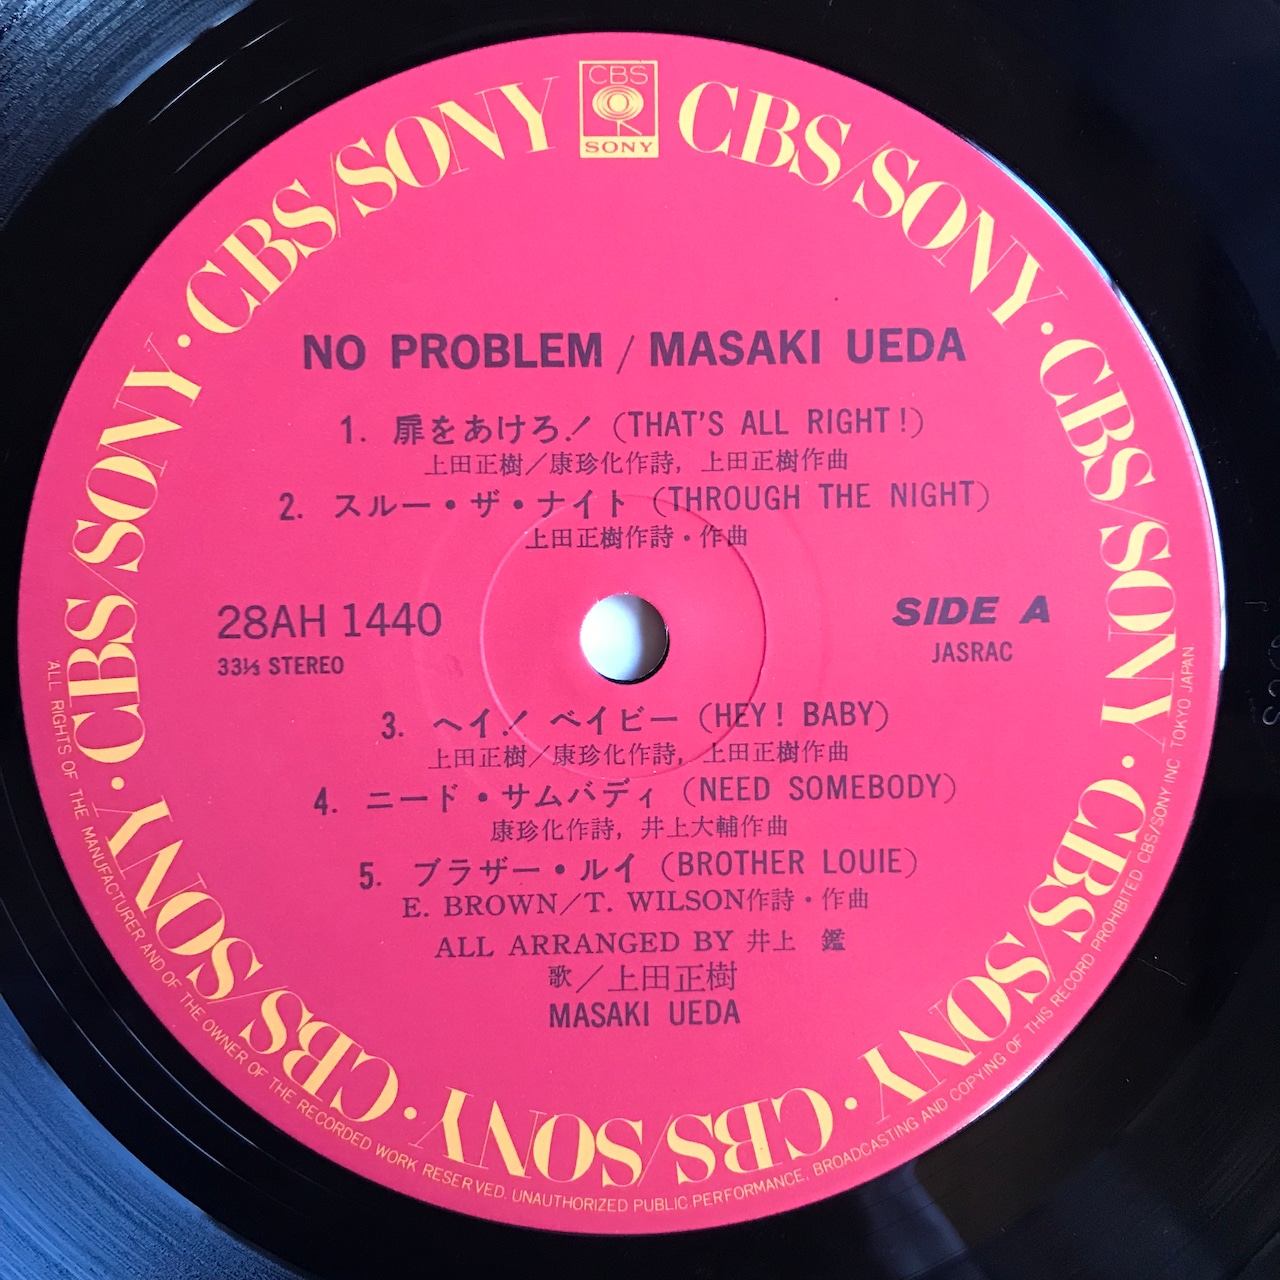 CBS
SONY
CBS/SONY · CBS/SONY · CBS/SONY · CBS/SONY · CBS/SONY · CBS/SONY · CBS/SONY
NO PROBLEM / MASAKI UEDA
1. 扉をあけろ！ (THAT'S ALL RIGHT!)
上田正樹／康珍化作詩，上田正樹作曲
2. スルー・ザ・ナイト (THROUGH THE NIGHT)
上田正樹作詩・作曲
28AH 1440
33⅓ STEREO
SIDE A
JASRAC
3. ヘイ！ ベイビー (HEY! BABY)
上田正樹／康珍化作詩，上田正樹作曲
4. ニード・サムバディ (NEED SOMEBODY)
康珍化作詩，井上大輔作曲
5. ブラザー・ルイ (BROTHER LOUIE)
E. BROWN／T. WILSON作詩・作曲
ALL ARRANGED BY 井上 鑑
歌／上田正樹
MASAKI UEDA
ALL RIGHTS OF THE MANUFACTURER AND OF THE OWNER OF THE RECORDED WORK RESERVED. UNAUTHORIZED PUBLIC PERFORMANCE, BROADCASTING AND COPYING OF THIS RECORD PROHIBITED CBS/SONY INC TOKYO JAPAN